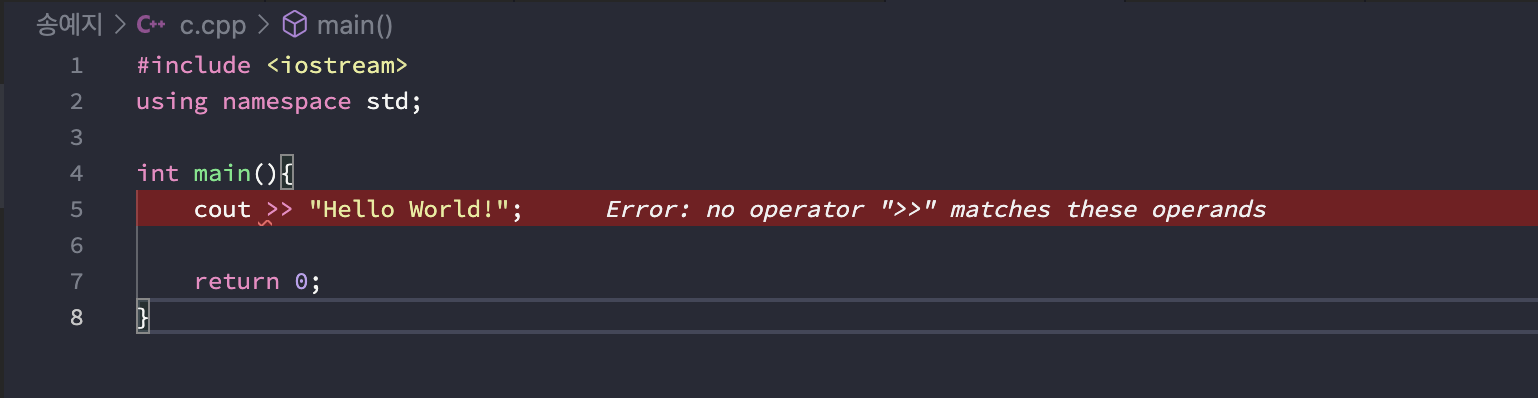 송예지 > C++ c.cpp > main()
1 #include <iostream>
2 using namespace std;
3
4 int main(){
5 cout >> "Hello World!"; Error: no operator ">>" matches these operands
6
7 return 0;
8 }